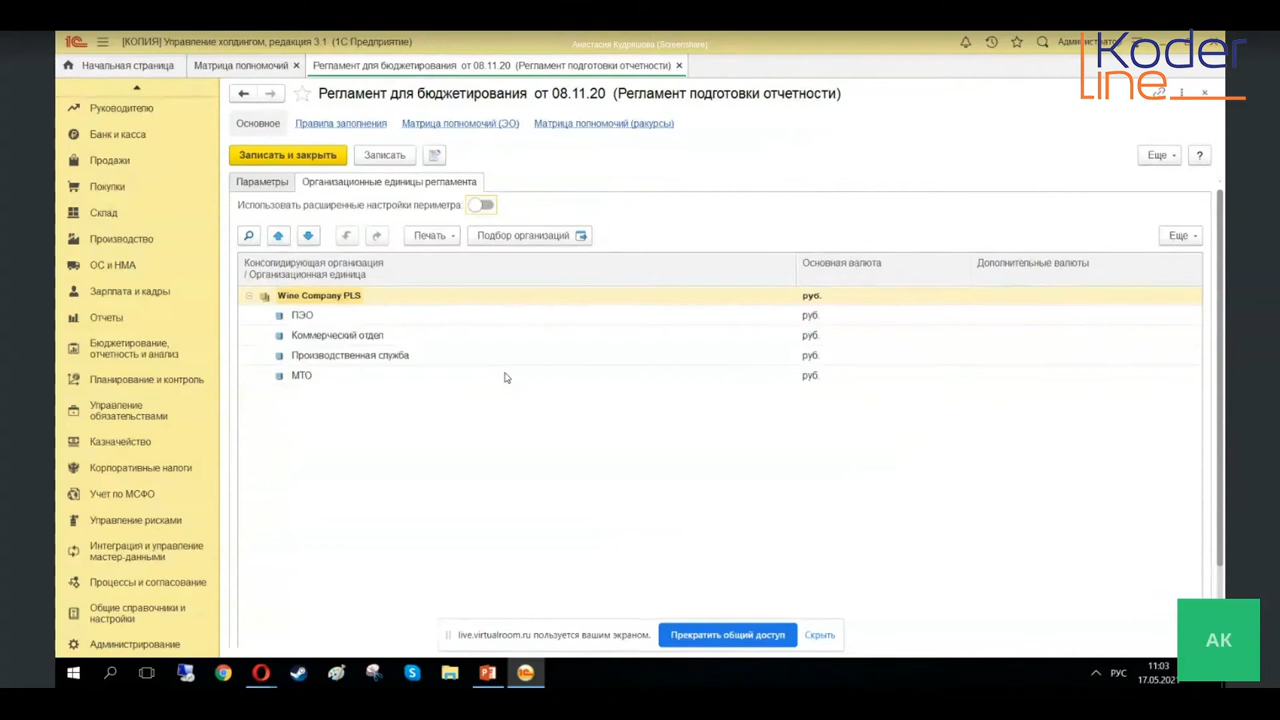 [КОПИЯ] Управление холдингом, редакция 3.1 (1С Предприятие)
Анастасия Кудряшова (Screenshare)
Koder
line
Начальная страница
Матрица полномочий ×
Регламент для бюджетирования от 08.11.20 (Регламент подготовки отчетности) ×
Регламент для бюджетирования от 08.11.20 (Регламент подготовки отчетности)
Основное
Правила заполнения
Матрица полномочий (ЭО)
Матрица полномочий (ракурсы)
Записать и закрыть
Записать
Еще
?
Параметры
Организационные единицы регламента
Использовать расширенные настройки периметра:
Печать
Подбор организаций
Еще
Консолидирующая организация
/ Организационная единица
Основная валюта
Дополнительные валюты
Wine Company PLS руб.
ПЭО руб.
Коммерческий отдел руб.
Производственная служба руб.
МТО руб.
Руководителю
Банк и касса
Продажи
Покупки
Склад
Производство
ОС и НМА
Зарплата и кадры
Отчеты
Бюджетирование,
отчетность и анализ
Планирование и контроль
Управление
обязательствами
Казначейство
Корпоративные налоги
Учет по МСФО
Управление рисками
Интеграция и управление
мастер-данными
Процессы и согласование
Общие справочники и
настройки
Администрирование
live.virtualroom.ru пользуется вашим экраном.
Прекратить общий доступ
Скрыть
АК
РУС
11:03